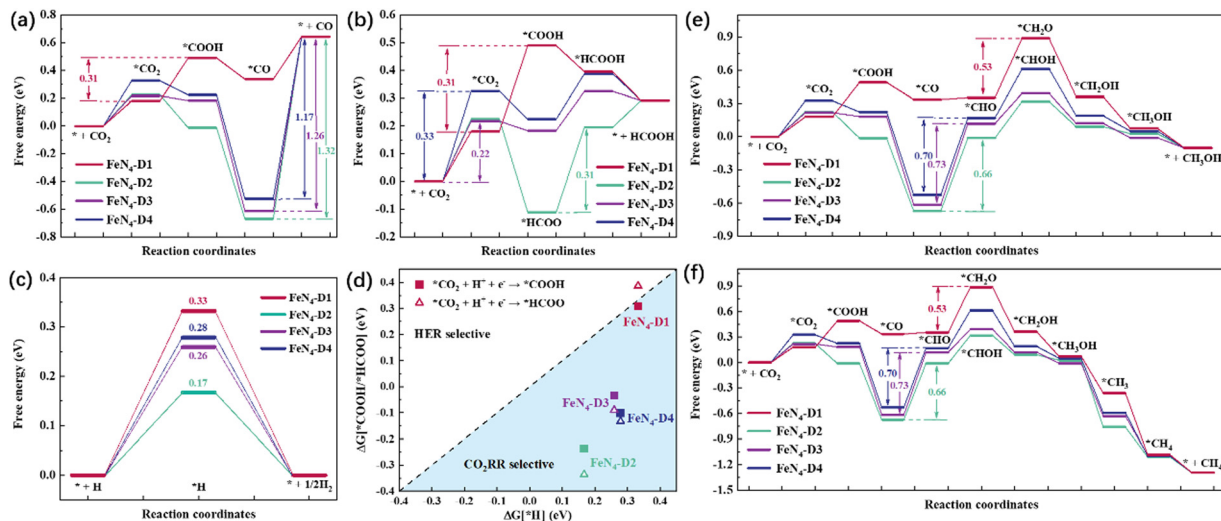 (a)
Free energy (eV)
0.8
0.6
0.4
0.2
0.0
-0.2
-0.4
-0.6
-0.8
* + CO₂
*CO₂
*COOH
*CO
* + CO
0.31
1.17
1.26
1.32
FeN₄-D1
FeN₄-D2
FeN₄-D3
FeN₄-D4
Reaction coordinates
(b)
Free energy (eV)
0.6
0.5
0.4
0.3
0.2
0.1
0.0
-0.1
-0.2
* + CO₂
*CO₂
*COOH
*HCOOH
* + HCOOH
*HCOO
0.31
0.33
0.22
0.31
FeN₄-D1
FeN₄-D2
FeN₄-D3
FeN₄-D4
Reaction coordinates
(e)
Free energy (eV)
1.2
0.9
0.6
0.3
0.0
-0.3
-0.6
-0.9
* + CO₂
*CO₂
*COOH
*CO
*CHO
*CH₂O
*CHOH
*CH₂OH
*CH₃OH
* + CH₃OH
0.53
0.70
0.73
0.66
FeN₄-D1
FeN₄-D2
FeN₄-D3
FeN₄-D4
Reaction coordinates
(c)
Free energy (eV)
0.4
0.3
0.2
0.1
0.0
0.33
0.28
0.26
0.17
FeN₄-D1
FeN₄-D2
FeN₄-D3
FeN₄-D4
* + H
*H
* + 1/2H₂
Reaction coordinates
(d)
ΔG[*COOH/*HCOO] (eV)
0.4
0.3
0.2
0.1
0.0
-0.1
-0.2
-0.3
-0.4
*CO₂ + H⁺ + e⁻ → *COOH
*CO₂ + H⁺ + e⁻ → *HCOO
HER selective
FeN₄-D1
FeN₄-D3
FeN₄-D4
FeN₄-D2
CO₂RR selective
-0.4 -0.3 -0.2 -0.1 0.0 0.1 0.2 0.3 0.4
ΔG[*H] (eV)
(f)
Free energy (eV)
1.2
0.9
0.6
0.3
0.0
-0.3
-0.6
-0.9
-1.2
-1.5
* + CO₂
*CO₂
*COOH
*CO
*CHO
*CH₂O
*CHOH
*CH₂OH
*CH₃OH
*CH₃
*CH₄
* + CH₄
0.53
0.70
0.73
0.66
FeN₄-D1
FeN₄-D2
FeN₄-D3
FeN₄-D4
Reaction coordinates